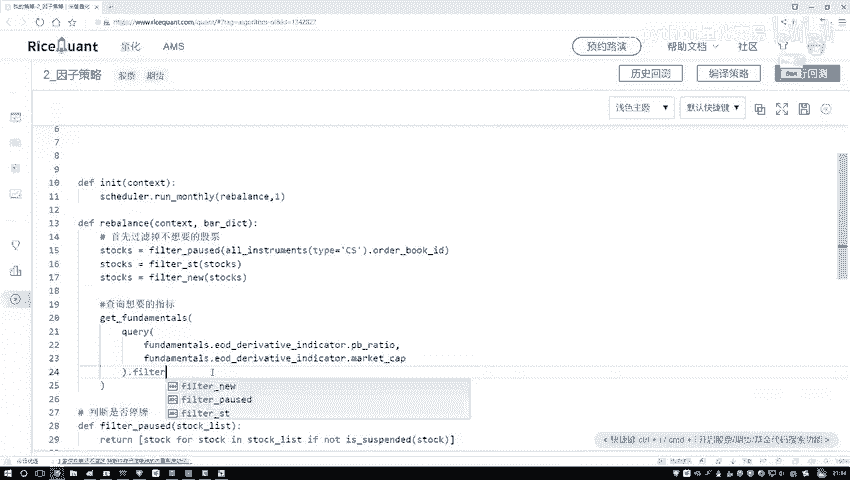 RiceQuant 量化 AMS 预约路演 帮助文档 社区
2_因子策略 股票 期货 历史回测 编译策略
浅色主题 默认快捷键
6
7
8
9
10 def init(context):
11 scheduler.run_monthly(rebalance,1)
12
13 def rebalance(context, bar_dict):
14 # 首先过滤掉不想要的股票
15 stocks = filter_paused(all_instruments(type='CS').order_book_id)
16 stocks = filter_st(stocks)
17 stocks = filter_new(stocks)
18
19 #查询想要的指标
20 get_fundamentals(
21 query(
22 fundamentals.eod_derivative_indicator.pb_ratio,
23 fundamentals.eod_derivative_indicator.market_cap
24 ).filter
25 )
filter_new
filter_paused
filter_st
26
27 # 判断是否停牌
28 def filter_paused(stock_list):
29 return [stock for stock in stock_list if not is_suspended(stock)]